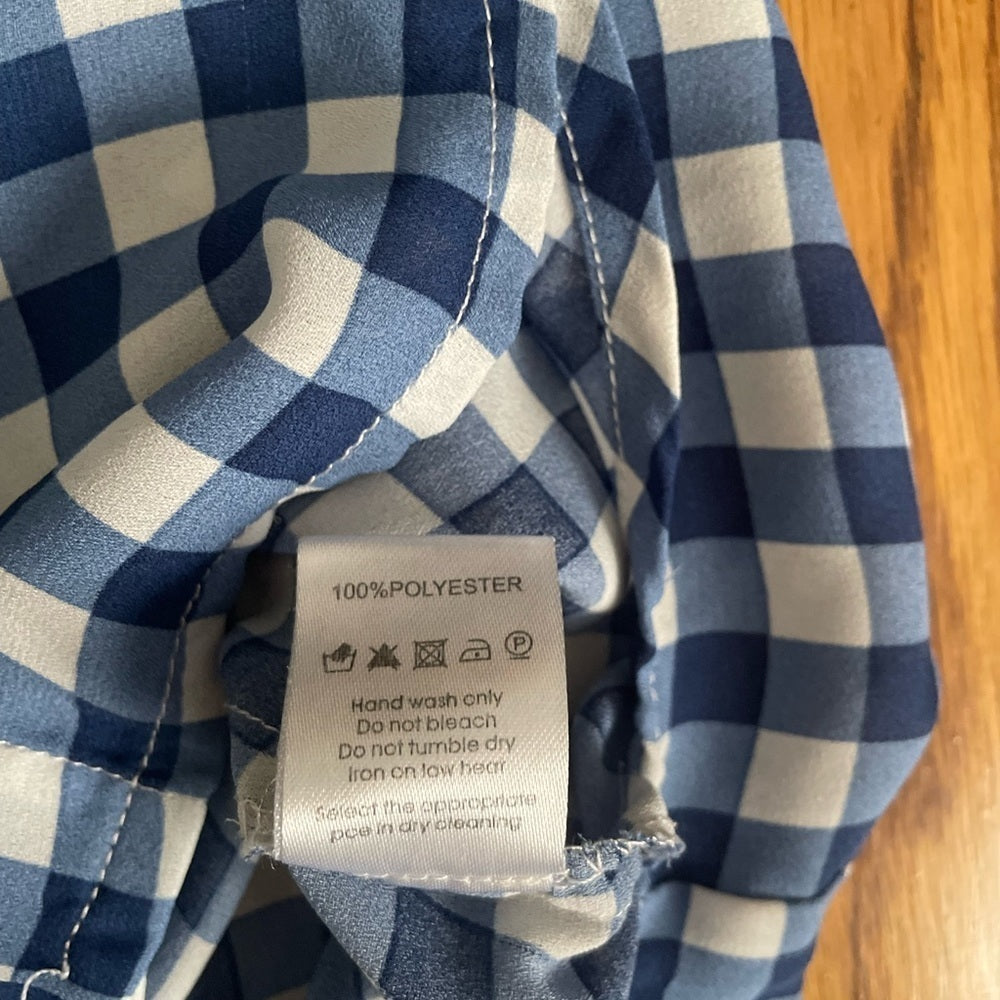 100%POLYESTER
P
Hand wash only
Do not bleach
Do not tumble dry
Iron on low hear
Select the appropriate
pce in dry cleaning